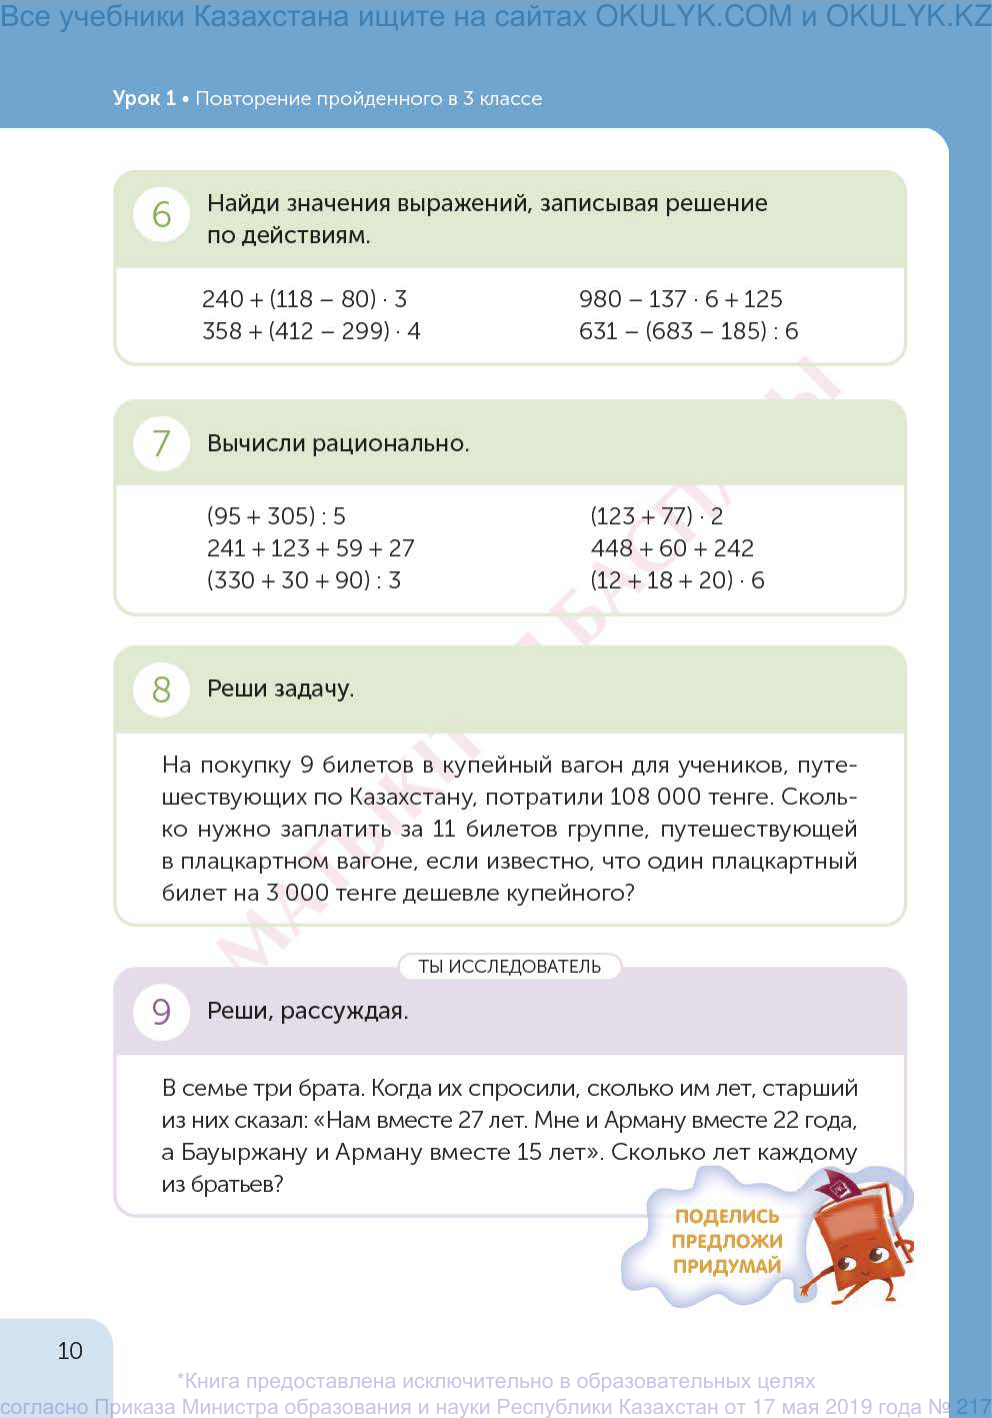 Все учебники Казахстана ищите на сайтах OKULYK.COM и OKULYK.KZ
Урок 1 • Повторение пройденного в 3 классе
6
Найди значения выражений, записывая решение
по действиям.
240 + (118 – 80) · 3
980 – 137 · 6 + 125
358 + (412 – 299) · 4
631 – (683 – 185) : 6
7
Вычисли рационально.
(95 + 305) : 5
(123 + 77) · 2
241 + 123 + 59 + 27
448 + 60 + 242
(330 + 30 + 90) : 3
(12 + 18 + 20) · 6
8
Реши задачу.
На покупку 9 билетов в купейный вагон для учеников, путе-
шествующих по Казахстану, потратили 108 000 тенге. Сколь-
ко нужно заплатить за 11 билетов группе, путешествующей
в плацкартном вагоне, если известно, что один плацкартный
билет на 3 000 тенге дешевле купейного?
ТЫ ИССЛЕДОВАТЕЛЬ
9
Реши, рассуждая.
В семье три брата. Когда их спросили, сколько им лет, старший
из них сказал: «Нам вместе 27 лет. Мне и Арману вместе 22 года,
а Бауыржану и Арману вместе 15 лет». Сколько лет каждому
из братьев?
ПОДЕЛИСЬ
ПРЕДЛОЖИ
ПРИДУМАЙ
10
*Книга предоставлена исключительно в образовательных целях
согласно Приказа Министра образования и науки Республики Казахстан от 17 мая 2019 года № 217